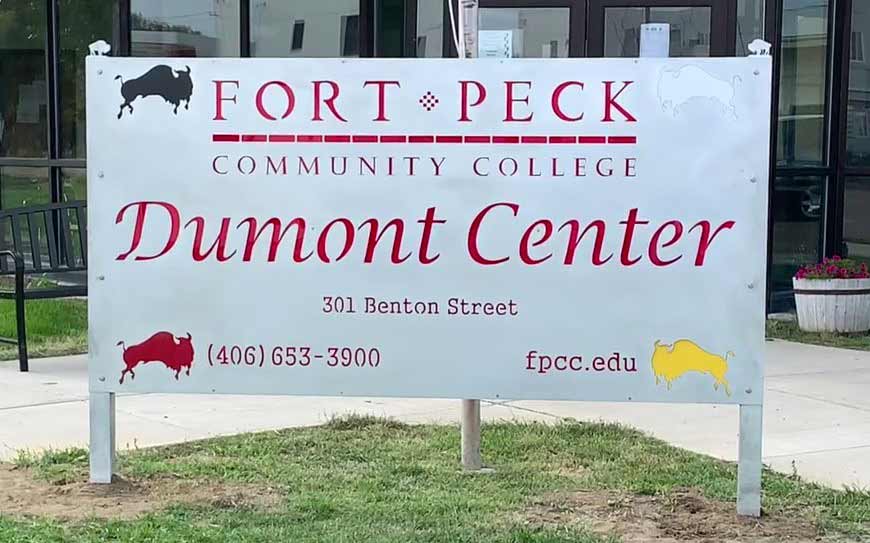 FORT PECK
COMMUNITY COLLEGE
Dumont Center
301 Benton Street
(406) 653-3900 fpcc.edu